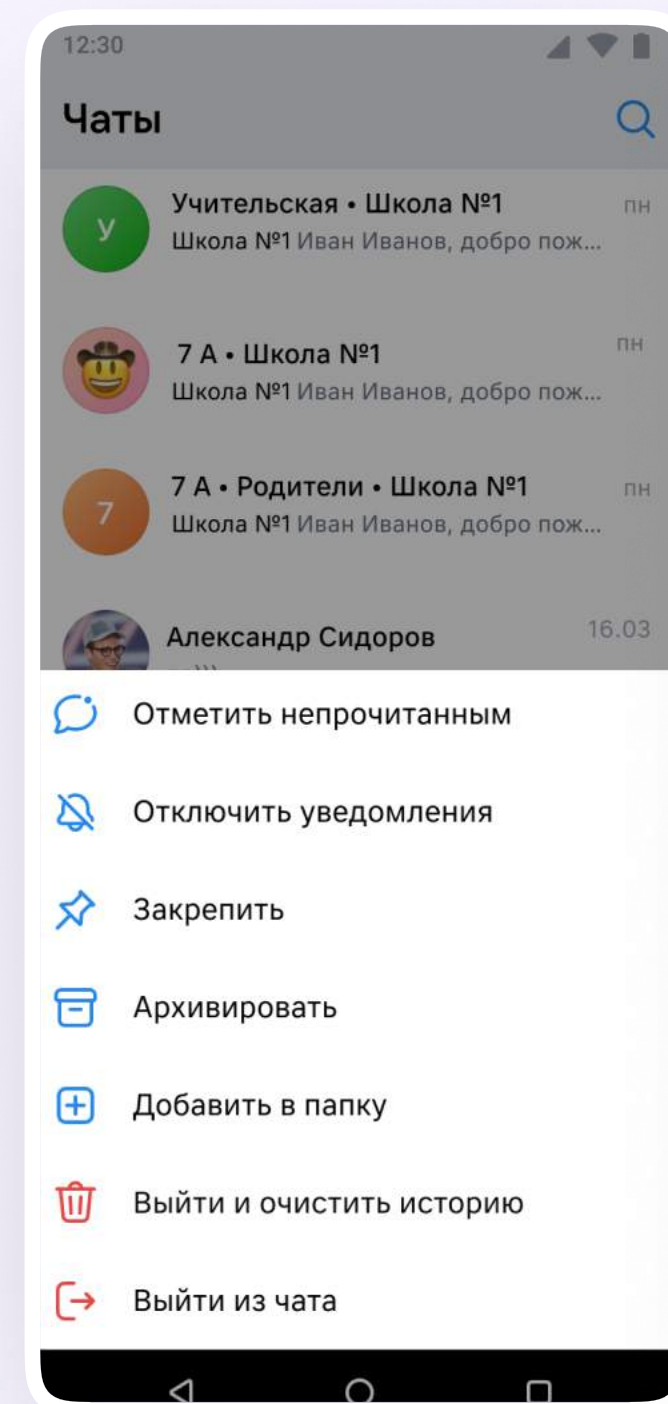 12:30
Чаты
У
Учительская • Школа №1
пн
Школа №1 Иван Иванов, добро пож...
7 А • Школа №1
пн
Школа №1 Иван Иванов, добро пож...
7
7 А • Родители • Школа №1
пн
Школа №1 Иван Иванов, добро пож...
Александр Сидоров
16.03
Отметить непрочитанным
Отключить уведомления
Закрепить
Архивировать
Добавить в папку
Выйти и очистить историю
Выйти из чата